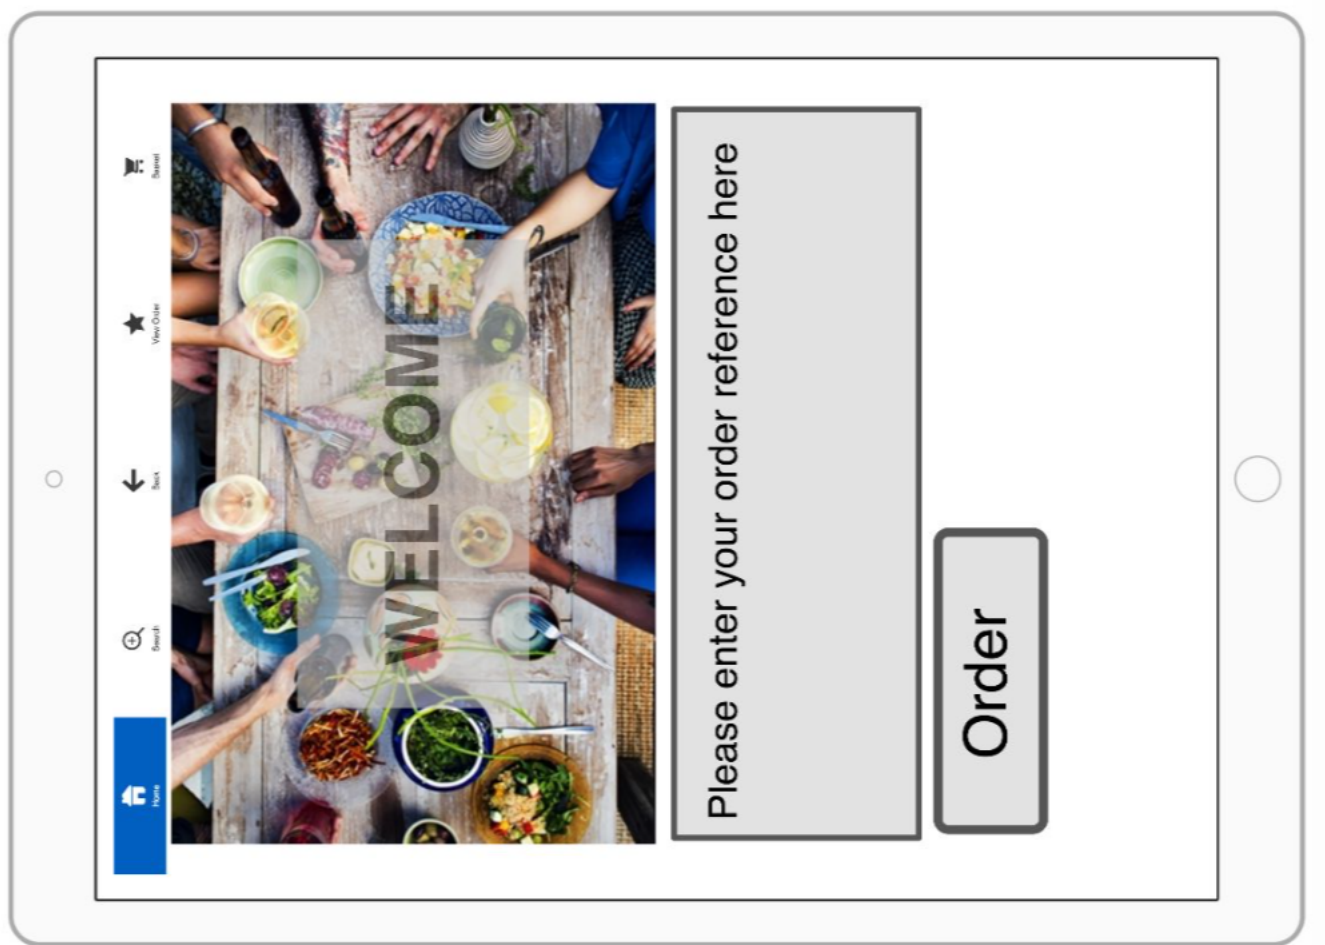 Home
Search
Back
View Order
Basket
WELCOME
Please enter your order reference here
Order